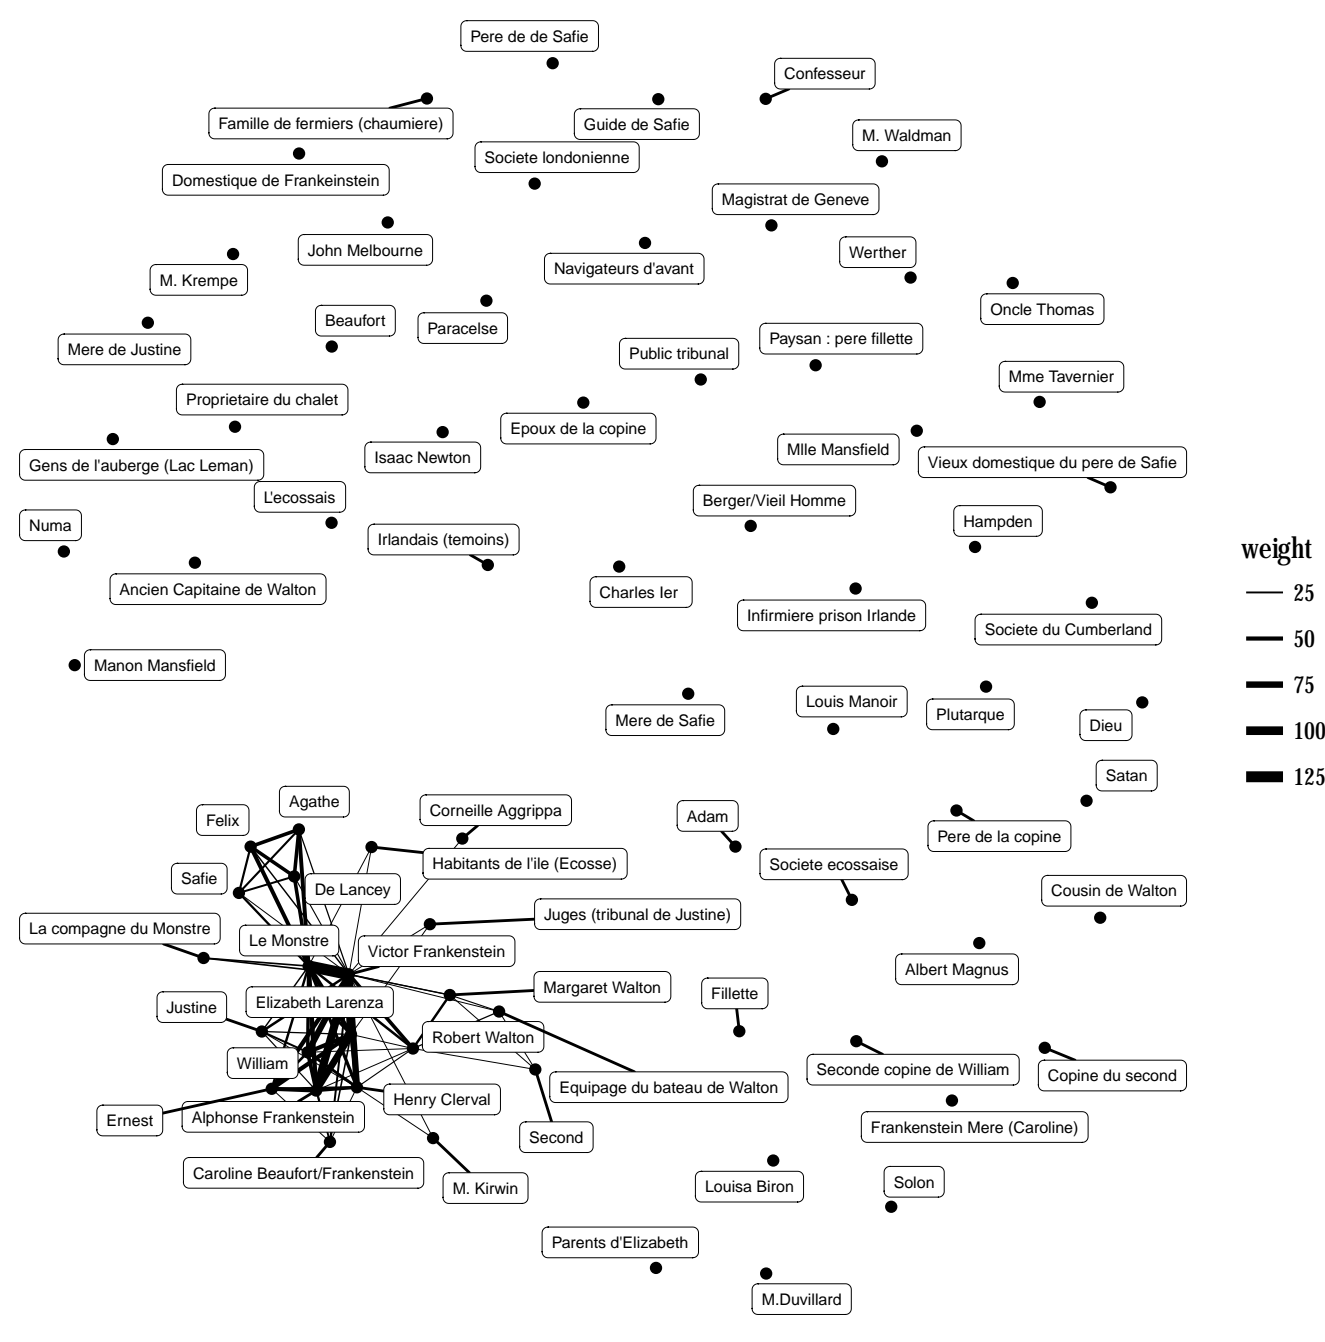 Pere de de Safie
Confesseur
Famille de fermiers (chaumiere)
Guide de Safie
M. Waldman
Societe londonienne
Domestique de Frankeinstein
Magistrat de Geneve
John Melbourne
Werther
Navigateurs d'avant
M. Krempe
Oncle Thomas
Beaufort
Paracelse
Mere de Justine
Public tribunal
Paysan : pere fillette
Mme Tavernier
Proprietaire du chalet
Epoux de la copine
Mlle Mansfield
Isaac Newton
Gens de l'auberge (Lac Leman)
Vieux domestique du pere de Safie
L'ecossais
Berger/Vieil Homme
Numa
Hampden
Irlandais (temoins)
weight
Ancien Capitaine de Walton
Charles Ier
25
Infirmiere prison Irlande
Societe du Cumberland
50
Manon Mansfield
75
Louis Manoir
Mere de Safie
Plutarque
Dieu
100
Satan
125
Agathe
Corneille Aggrippa
Felix
Adam
Pere de la copine
Habitants de l'ile (Ecosse)
Societe ecossaise
Safie
De Lancey
Cousin de Walton
Juges (tribunal de Justine)
La compagne du Monstre
Le Monstre
Victor Frankenstein
Albert Magnus
Margaret Walton
Fillette
Elizabeth Larenza
Justine
Robert Walton
William
Seconde copine de William
Copine du second
Equipage du bateau de Walton
Henry Clerval
Ernest
Alphonse Frankenstein
Frankenstein Mere (Caroline)
Second
Caroline Beaufort/Frankenstein
M. Kirwin
Louisa Biron
Solon
Parents d'Elizabeth
M.Duvillard